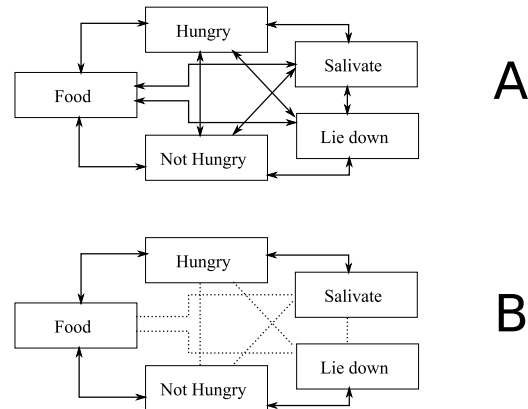 Hungry
Salivate
Food
Lie down
Not Hungry
A
Hungry
Salivate
Food
Lie down
Not Hungry
B